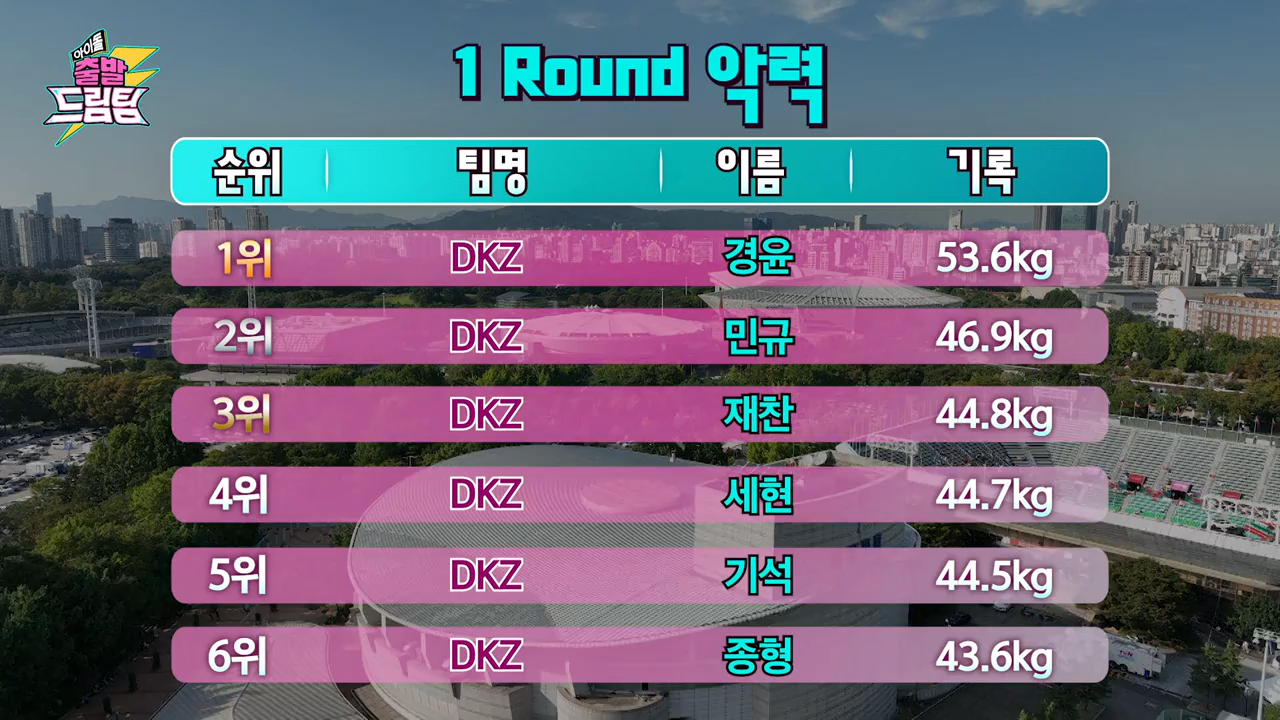 아이돌
출발
드림팀
1 Round 악력
순위 팀명 이름 기록
1위 DKZ 경윤 53.6kg
2위 DKZ 민규 46.9kg
3위 DKZ 재찬 44.8kg
4위 DKZ 세현 44.7kg
5위 DKZ 기석 44.5kg
6위 DKZ 종형 43.6kg